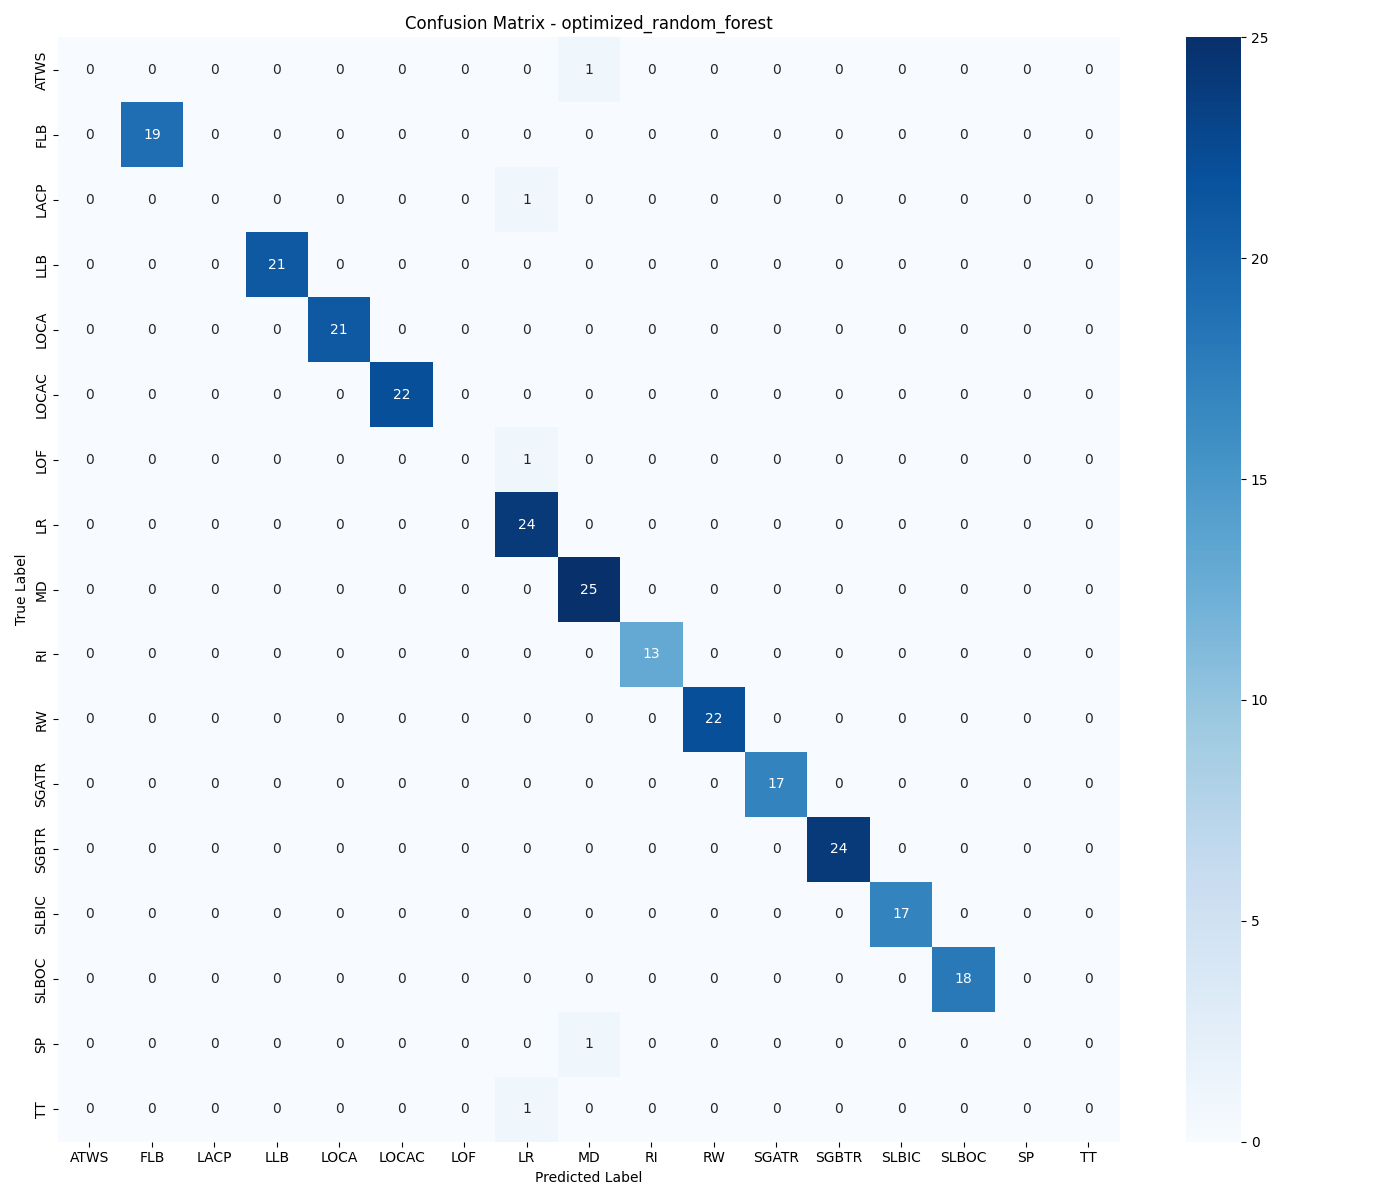 Confusion Matrix - optimized_random_forest
ATWS 0 0 0 0 0 0 0 0 1 0 0 0 0 0 0 0 0
FLB 0 19 0 0 0 0 0 0 0 0 0 0 0 0 0 0 0
LACP 0 0 0 0 0 0 0 1 0 0 0 0 0 0 0 0 0
LLB 0 0 0 21 0 0 0 0 0 0 0 0 0 0 0 0 0
LOCA 0 0 0 0 21 0 0 0 0 0 0 0 0 0 0 0 0
LOCAC 0 0 0 0 0 22 0 0 0 0 0 0 0 0 0 0 0
LOF 0 0 0 0 0 0 0 1 0 0 0 0 0 0 0 0 0
LR 0 0 0 0 0 0 0 24 0 0 0 0 0 0 0 0 0
MD 0 0 0 0 0 0 0 0 25 0 0 0 0 0 0 0 0
RI 0 0 0 0 0 0 0 0 0 13 0 0 0 0 0 0 0
RW 0 0 0 0 0 0 0 0 0 0 22 0 0 0 0 0 0
SGATR 0 0 0 0 0 0 0 0 0 0 0 17 0 0 0 0 0
SGBTR 0 0 0 0 0 0 0 0 0 0 0 0 24 0 0 0 0
SLBIC 0 0 0 0 0 0 0 0 0 0 0 0 0 17 0 0 0
SLBOC 0 0 0 0 0 0 0 0 0 0 0 0 0 0 18 0 0
SP 0 0 0 0 0 0 0 0 1 0 0 0 0 0 0 0 0
TT 0 0 0 0 0 0 0 1 0 0 0 0 0 0 0 0 0
ATWS FLB LACP LLB LOCA LOCAC LOF LR MD RI RW SGATR SGBTR SLBIC SLBOC SP TT
Predicted Label
True Label
25
20
15
10
5
0